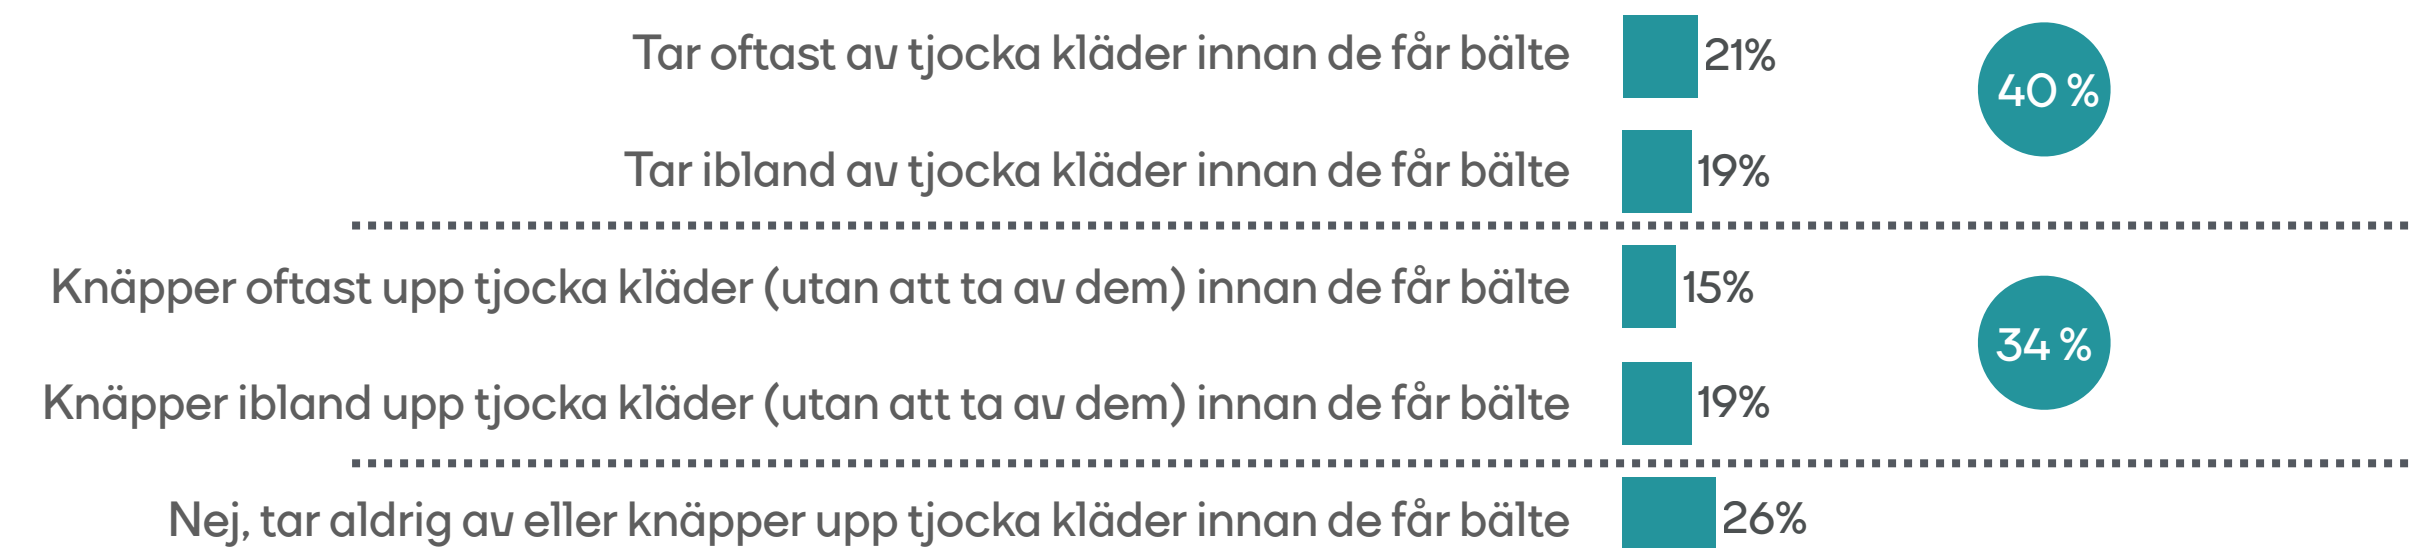 Tar oftast av tjocka kläder innan de får bälte 21%
40 %
Tar ibland av tjocka kläder innan de får bälte 19%
Knäpper oftast upp tjocka kläder (utan att ta av dem) innan de får bälte 15%
34 %
Knäpper ibland upp tjocka kläder (utan att ta av dem) innan de får bälte 19%
Nej, tar aldrig av eller knäpper upp tjocka kläder innan de får bälte 26%